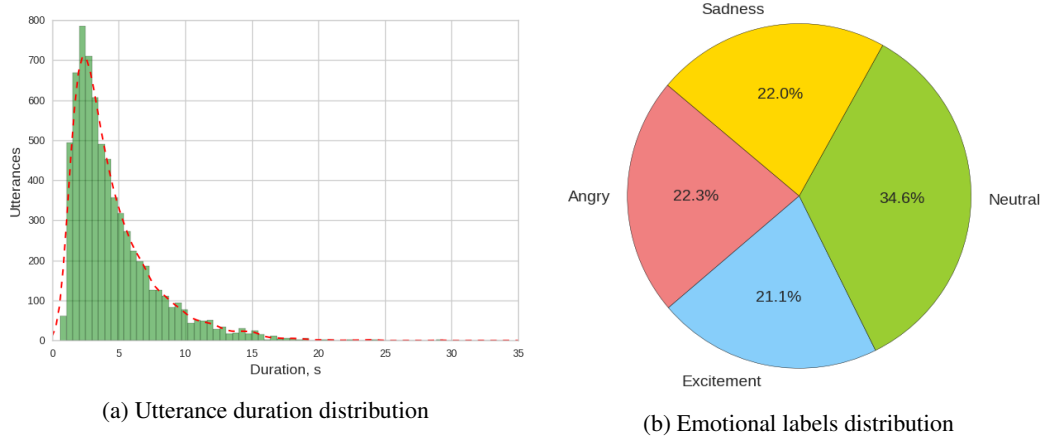 800
700
600
500
400
300
200
100
0
Utterances
0 5 10 15 20 25 30 35
Duration, s
(a) Utterance duration distribution
Sadness
22.0%
Angry
22.3%
34.6%
Neutral
21.1%
Excitement
(b) Emotional labels distribution